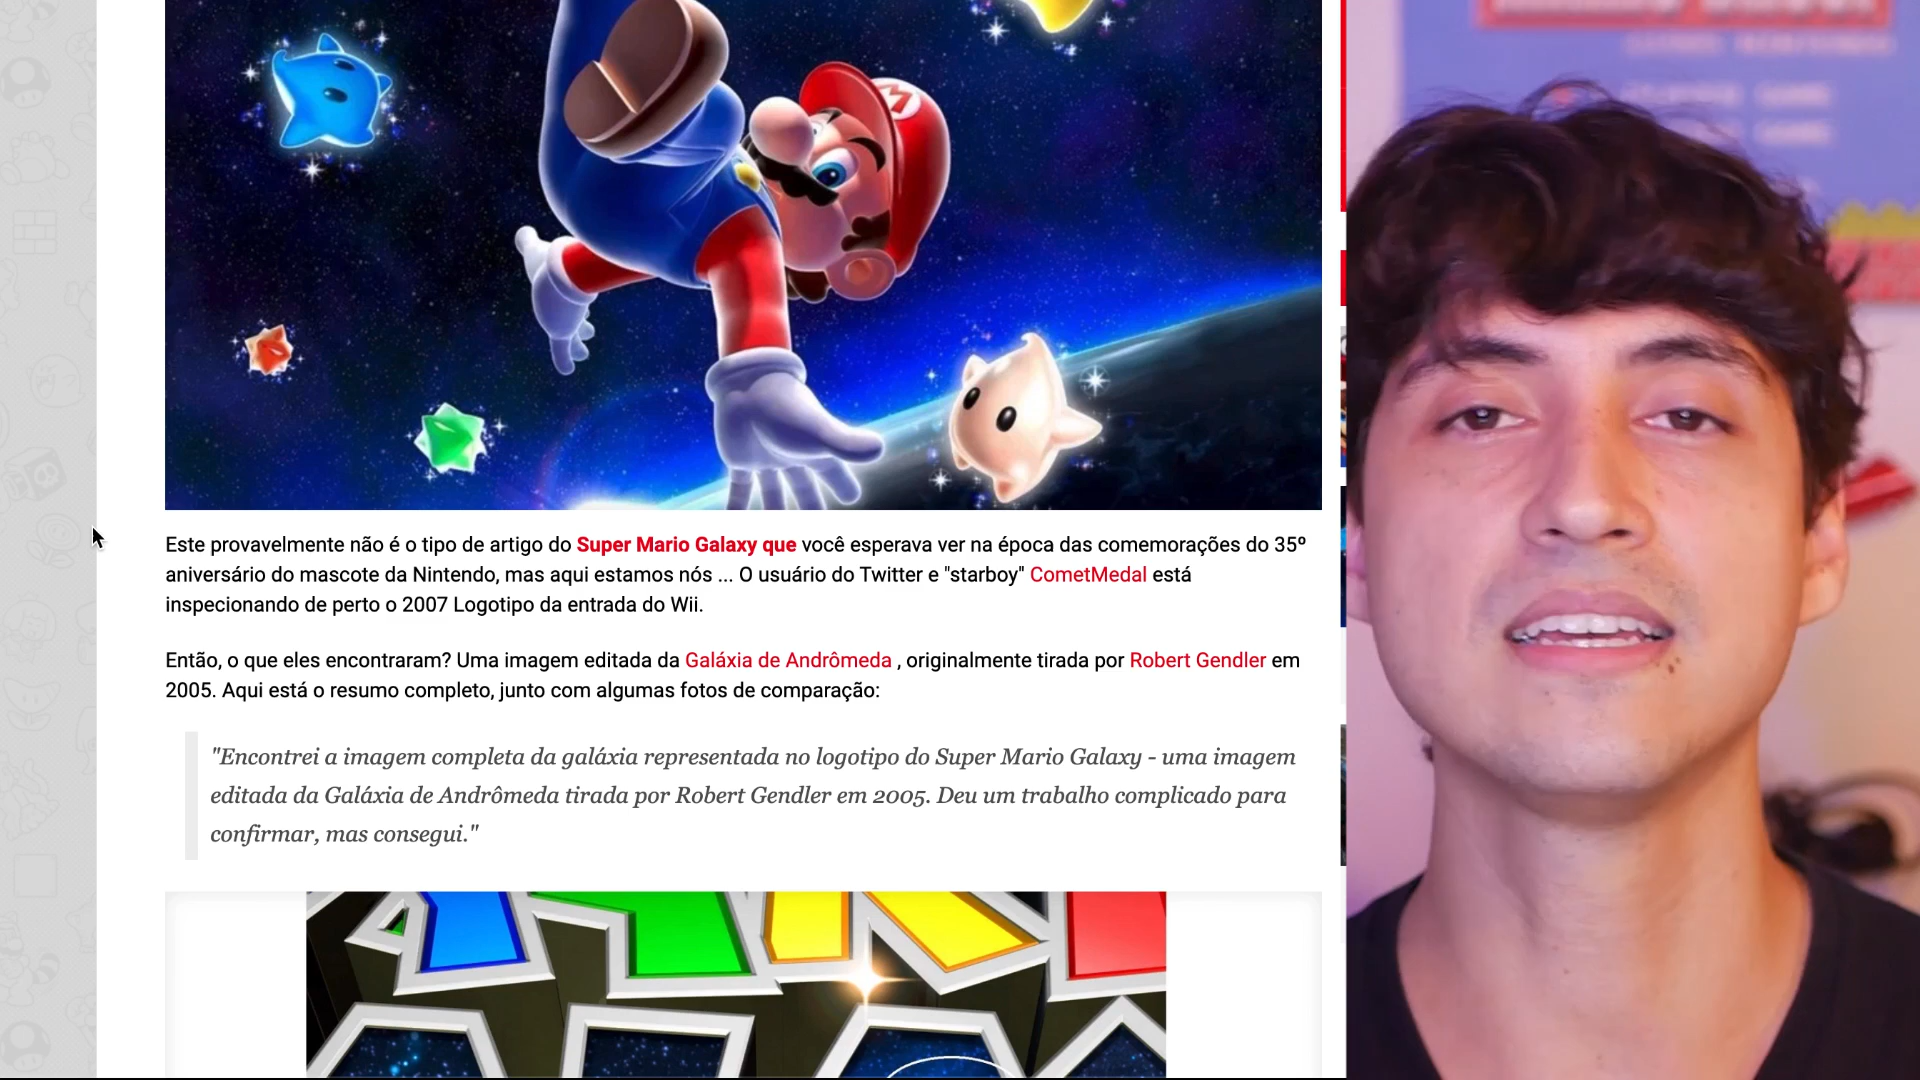 M
Este provavelmente não é o tipo de artigo do Super Mario Galaxy que você esperava ver na época das comemorações do 35º
aniversário do mascote da Nintendo, mas aqui estamos nós ... O usuário do Twitter e "starboy" CometMedal está
inspecionando de perto o 2007 Logotipo da entrada do Wii.
Então, o que eles encontraram? Uma imagem editada da Galáxia de Andrômeda , originalmente tirada por Robert Gendler em
2005. Aqui está o resumo completo, junto com algumas fotos de comparação:
"Encontrei a imagem completa da galáxia representada no logotipo do Super Mario Galaxy - uma imagem
editada da Galáxia de Andrômeda tirada por Robert Gendler em 2005. Deu um trabalho complicado para
confirmar, mas consegui."